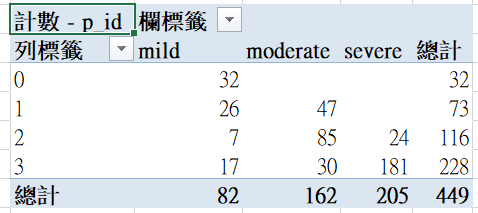 計數 - p_id 欄標籤
列標籤 mild moderate severe 總計
0 32 32
1 26 47 73
2 7 85 24 116
3 17 30 181 228
總計 82 162 205 449